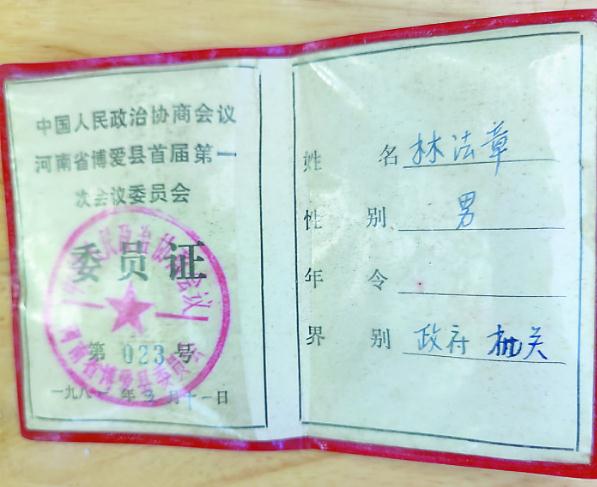 中国人民政治协商会议
河南省博爱县首届第一
次会议委员会
委员证
第 023 号
一九八一年3月十一日
姓 名 林法章
性 别 男
年 令
界 别 政府机关